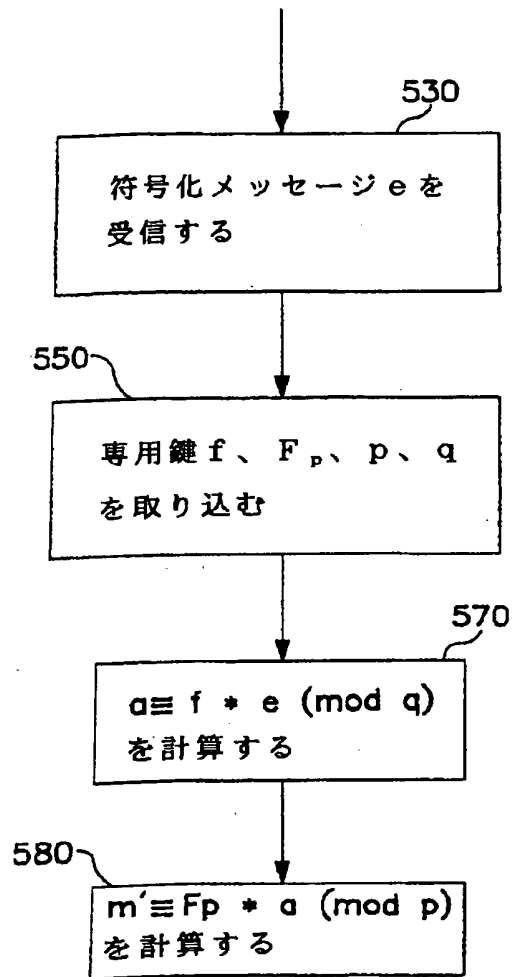 530
符号化メッセージeを
受信する
550
専用鍵f、Fₚ、p、q
を取り込む
570
a≡ f * e (mod q)
を計算する
580
m′≡Fp * a (mod p)
を計算する